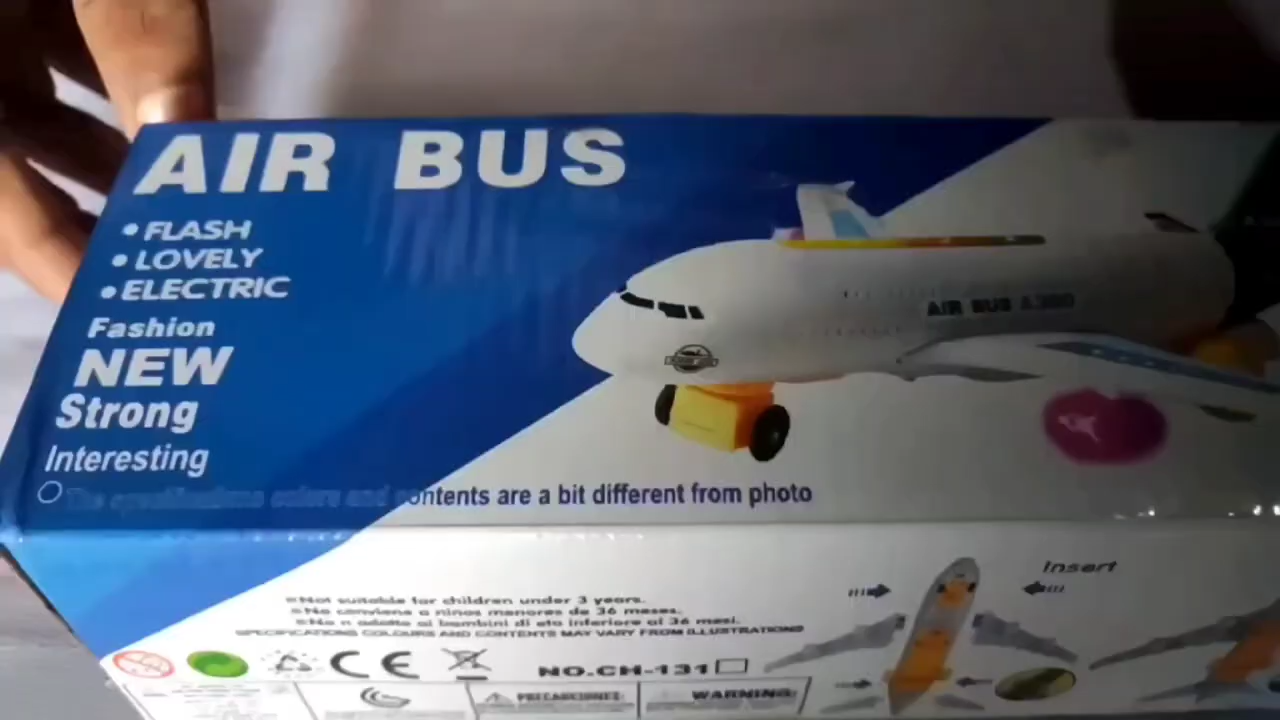 AIR BUS
• FLASH
• LOVELY
• ELECTRIC
Fashion
NEW
Strong
Interesting
The specifications colors and contents are a bit different from photo
AIR BUS A380
Insert
Not suitable for children under 3 years.
No conviene a ninos menores de 36 meses.
No n adatto ai bambini di eto inferiore al 36 mesi.
SPECIFICATIONS COLOURS AND CONTENTS MAY VARY FROM ILLUSTRATIONS
CE
NO.CH-131
PRECAUCIONES:
WARNING: